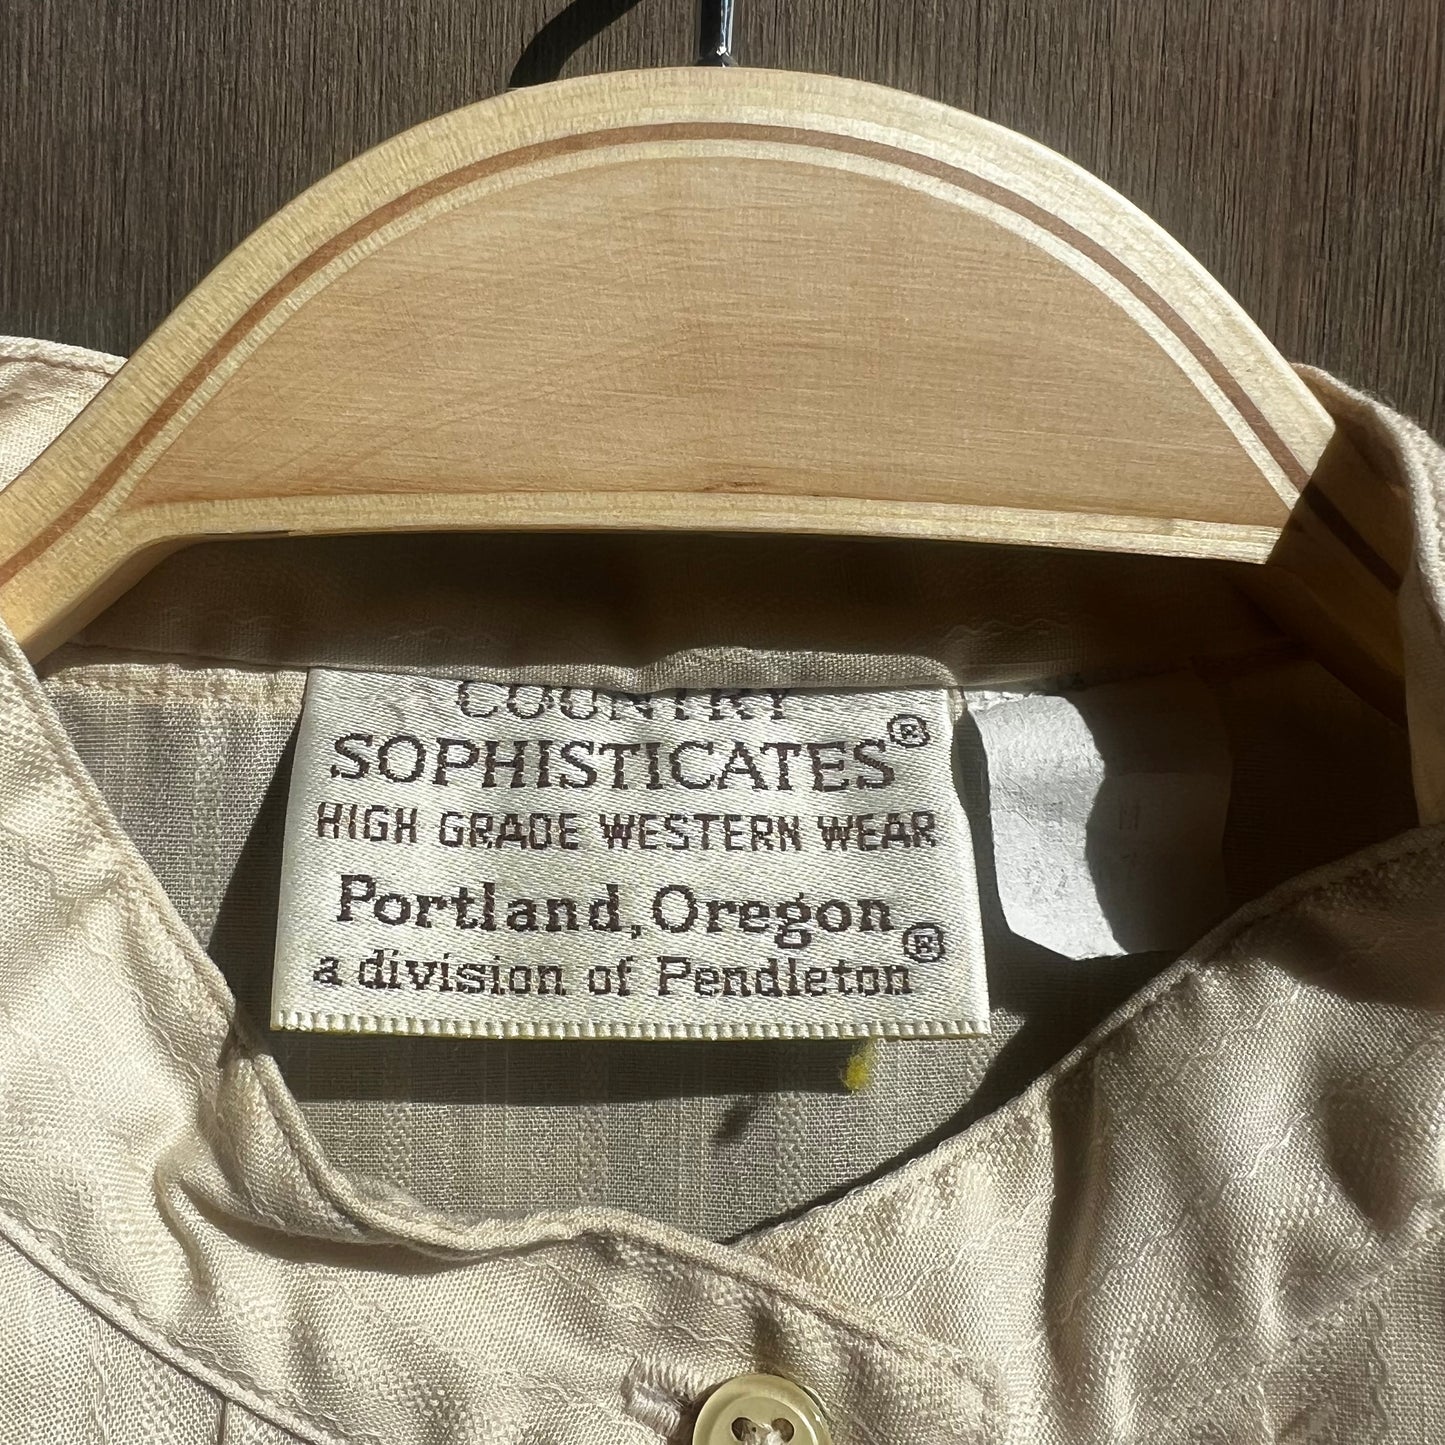 COUNTRY
SOPHISTICATES®
HIGH GRADE WESTERN WEAR
Portland, Oregon
a division of Pendleton®